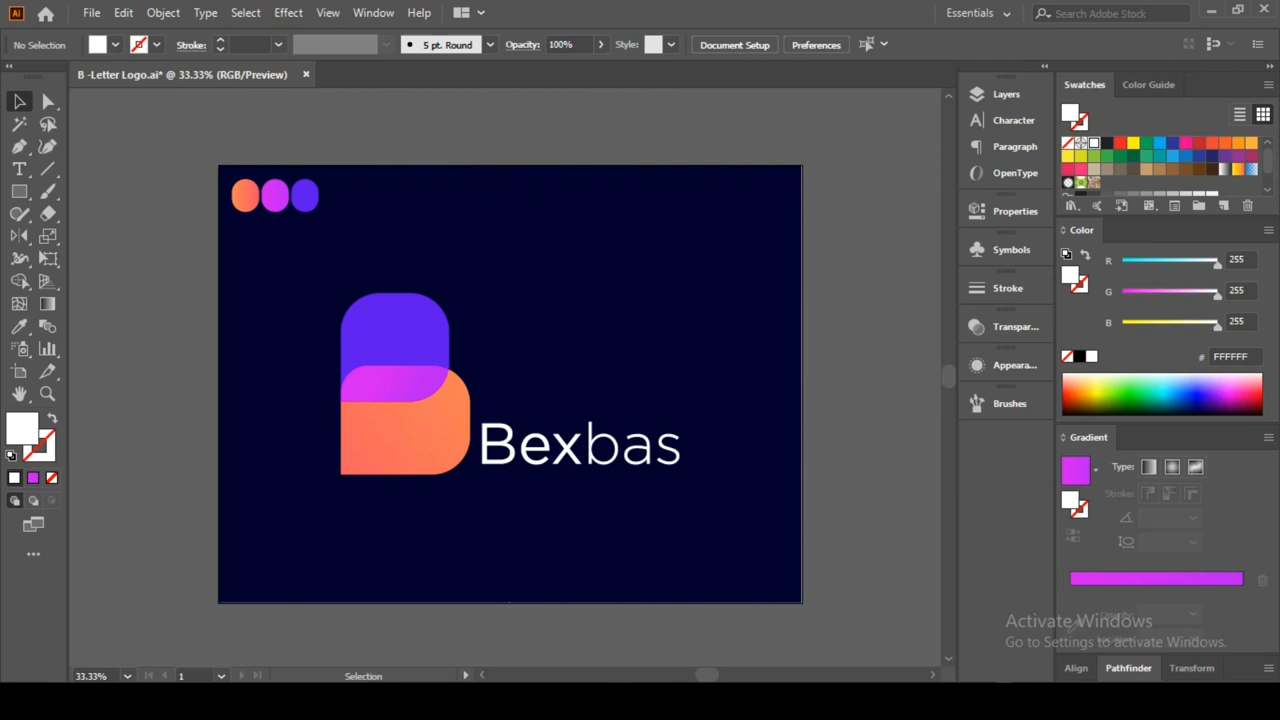 Ai File Edit Object Type Select Effect View Window Help Essentials Search Adobe Stock
No Selection Stroke: 5 pt. Round Opacity: 100% Style: Document Setup Preferences
B -Letter Logo.ai* @ 33.33% (RGB/Preview)
Layers
Character
Paragraph
OpenType
Properties
Symbols
Stroke
Transpar...
Appeara...
Brushes
Swatches Color Guide
Color
R 255
G 255
B 255
# FFFFFF
Gradient
Type:
Stroke:
Bexbas
Opacity:
Activate Windows
Go to Settings to activate Windows.
33.33% 1 Selection
Align Pathfinder Transform